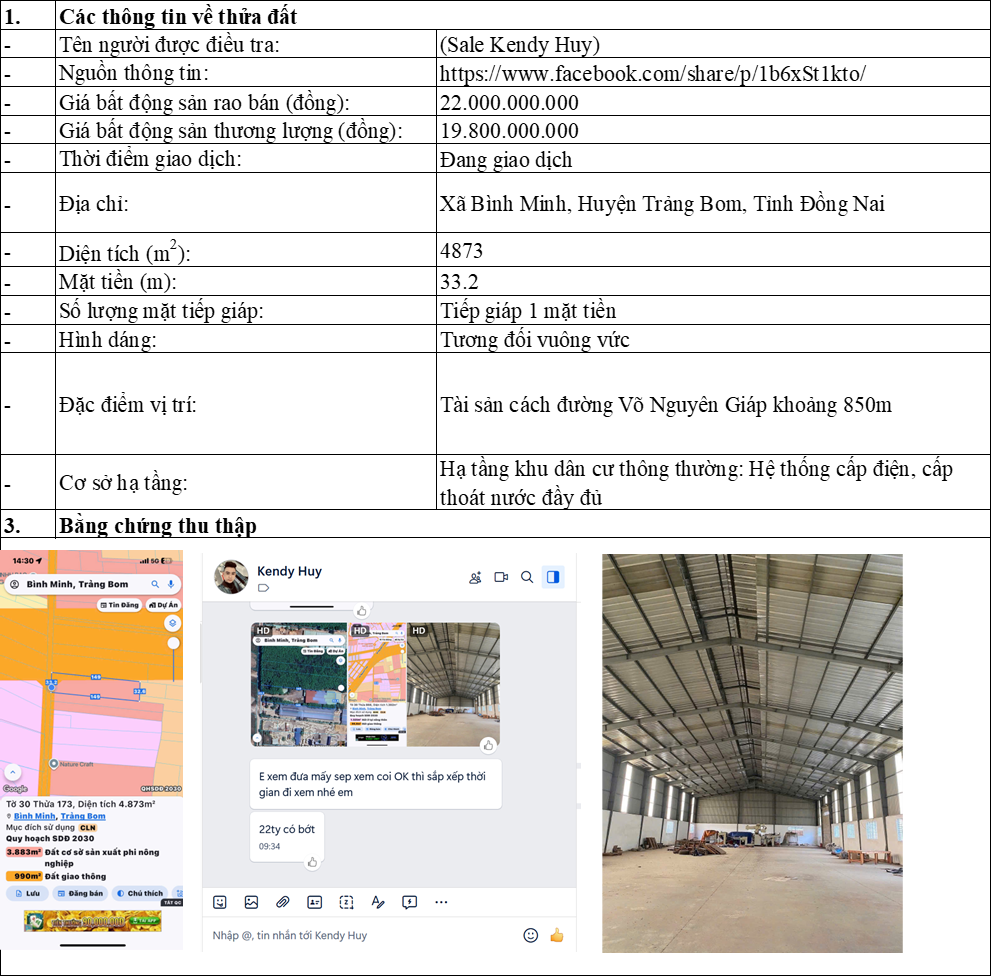 1. Các thông tin về thửa đất
- Tên người được điều tra: (Sale Kendy Huy)
- Nguồn thông tin: https://www.facebook.com/share/p/1b6xSt1kto/
- Giá bất động sản rao bán (đồng): 22.000.000.000
- Giá bất động sản thương lượng (đồng): 19.800.000.000
- Thời điểm giao dịch: Đang giao dịch
- Địa chỉ: Xã Bình Minh, Huyện Trảng Bom, Tỉnh Đồng Nai
- Diện tích (m2): 4873
- Mặt tiền (m): 33.2
- Số lượng mặt tiếp giáp: Tiếp giáp 1 mặt tiền
- Hình dáng: Tương đối vuông vức
- Đặc điểm vị trí: Tài sản cách đường Võ Nguyên Giáp khoảng 850m
- Cơ sở hạ tầng: Hạ tầng khu dân cư thông thường: Hệ thống cấp điện, cấp
thoát nước đầy đủ
3. Bằng chứng thu thập
14:30 5G
Bình Minh, Trảng Bom
Tin Đăng Dự Án
149
149
33.6
Nature Craft
Google QHSDĐ 2030
Tờ 30 Thửa 173, Diện tích 4.873m²
Bình Minh, Trảng Bom
Mục đích sử dụng CLN
Quy hoạch SDĐ 2030
3.883m² Đất cơ sở sản xuất phi nông
nghiệp
990m² Đất giao thông
Lưu Đăng bán Chú thích
TẮT QC
Kendy Huy
HD HD HD
Bình Minh, Trảng Bom
E xem đưa mấy sep xem coi OK thì sắp xếp thời
gian đi xem nhé em
22ty có bớt
09:34
Nhập @, tin nhắn tới Kendy Huy